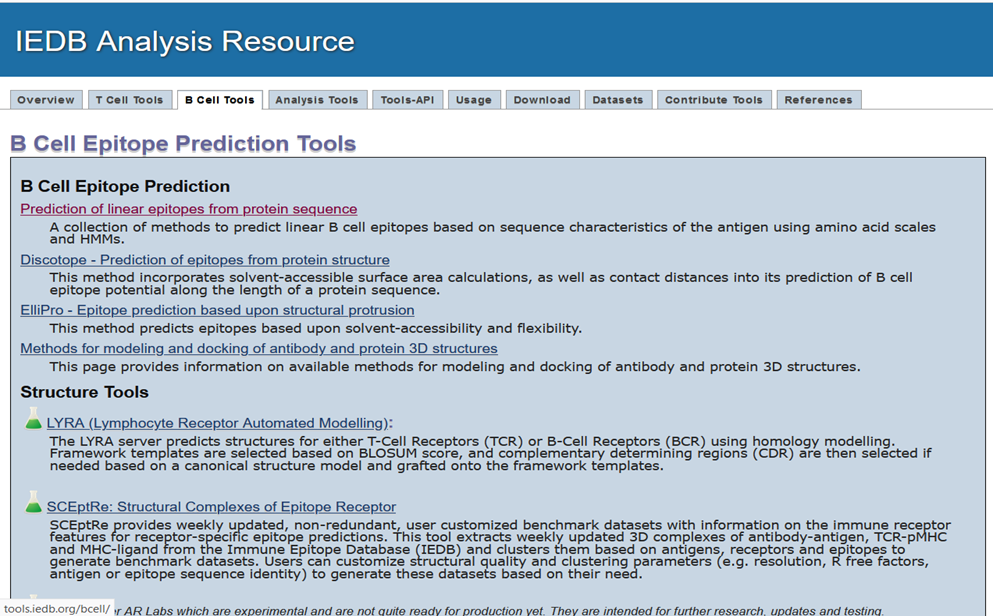 IEDB Analysis Resource
Overview T Cell Tools B Cell Tools Analysis Tools Tools-API Usage Download Datasets Contribute Tools References
B Cell Epitope Prediction Tools
B Cell Epitope Prediction
Prediction of linear epitopes from protein sequence
A collection of methods to predict linear B cell epitopes based on sequence characteristics of the antigen using amino acid scales
and HMMs.
Discotope - Prediction of epitopes from protein structure
This method incorporates solvent-accessible surface area calculations, as well as contact distances into its prediction of B cell
epitope potential along the length of a protein sequence.
ElliPro - Epitope prediction based upon structural protrusion
This method predicts epitopes based upon solvent-accessibility and flexibility.
Methods for modeling and docking of antibody and protein 3D structures
This page provides information on available methods for modeling and docking of antibody and protein 3D structures.
Structure Tools
LYRA (Lymphocyte Receptor Automated Modelling):
The LYRA server predicts structures for either T-Cell Receptors (TCR) or B-Cell Receptors (BCR) using homology modelling.
Framework templates are selected based on BLOSUM score, and complementary determining regions (CDR) are then selected if
needed based on a canonical structure model and grafted onto the framework templates.
SCEptRe: Structural Complexes of Epitope Receptor
SCEptRe provides weekly updated, non-redundant, user customized benchmark datasets with information on the immune receptor
features for receptor-specific epitope predictions. This tool extracts weekly updated 3D complexes of antibody-antigen, TCR-pMHC
and MHC-ligand from the Immune Epitope Database (IEDB) and clusters them based on antigens, receptors and epitopes to
generate benchmark datasets. Users can customize structural quality and clustering parameters (e.g. resolution, R free factors,
antigen or epitope sequence identity) to generate these datasets based on their need.
tools.iedb.org/bcell/ AR Labs which are experimental and are not quite ready for production yet. They are intended for further research, updates and testing.